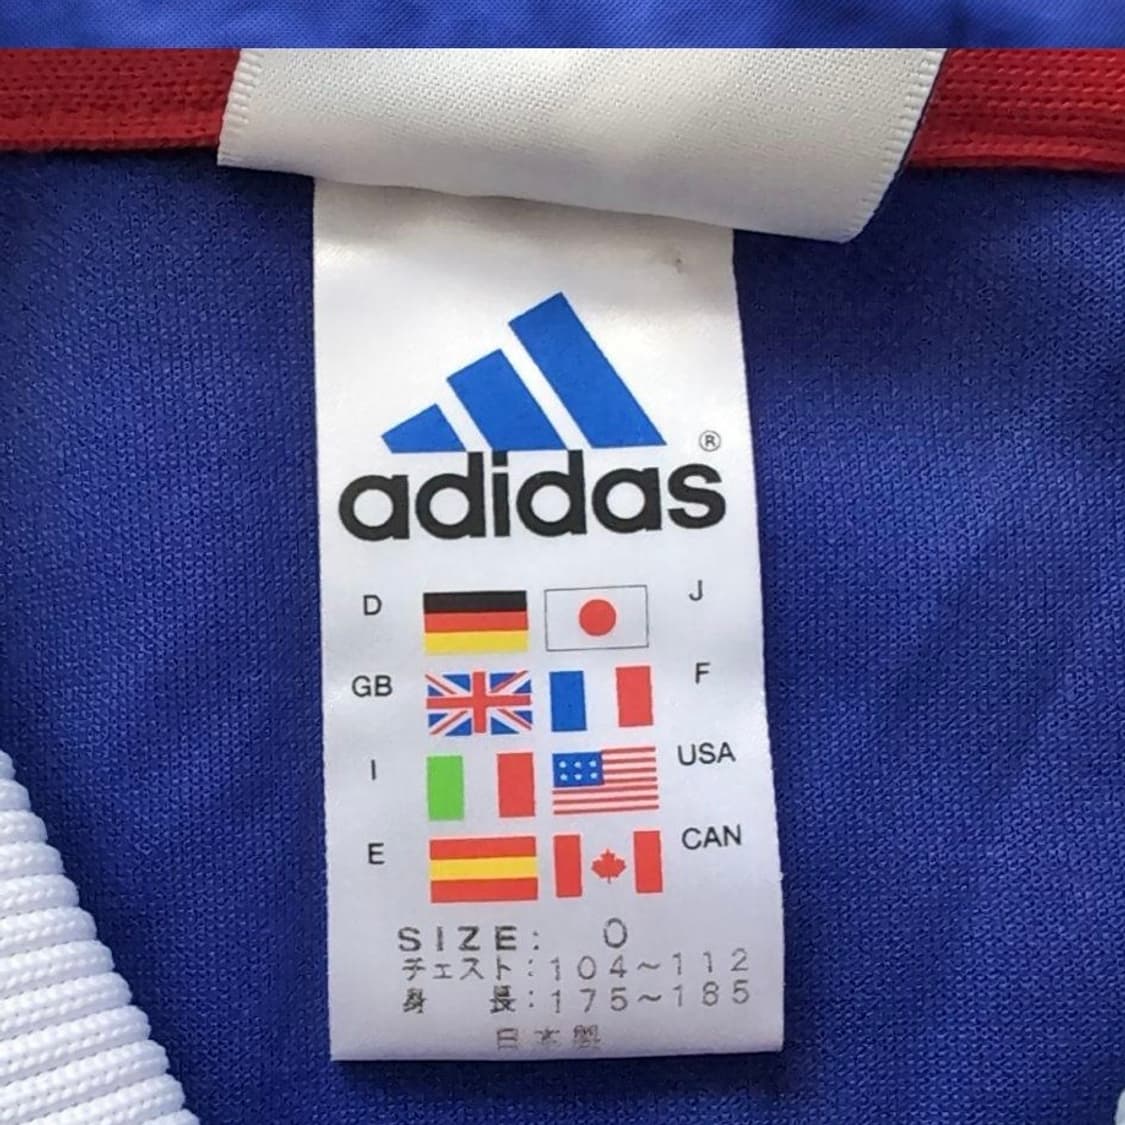 ®
adidas
D J
GB F
I USA
E CAN
SIZE: O
チェスト:104~112
身 長:175~185
日本製